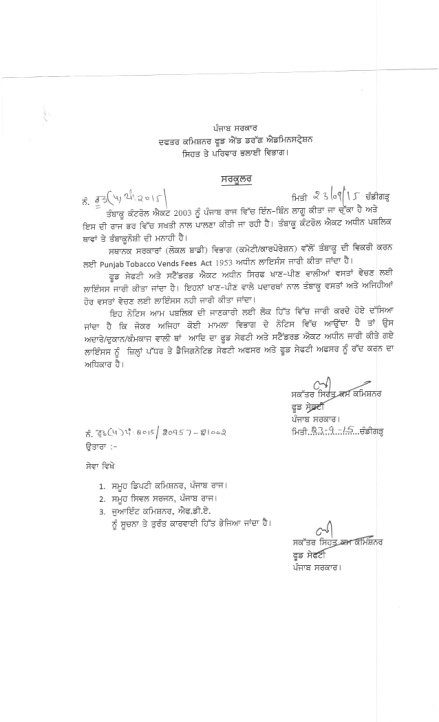 ਪੰਜਾਬ ਸਰਕਾਰ
ਦਫਤਰ ਕਮਿਸ਼ਨਰ ਫੂਡ ਐਂਡ ਡਰੱਗ ਐਡਮਿਨਸਟ੍ਰੇਸ਼ਨ
ਸਿਹਤ ਤੇ ਪਰਿਵਾਰ ਭਲਾਈ ਵਿਭਾਗ।
ਸਰਕੂਲਰ
ਨੰ. 2015/ ਮਿਤੀ 23/09/15 ਚੰਡੀਗੜ੍ਹ
ਤੰਬਾਕੂ ਕੰਟਰੋਲ ਐਕਟ 2003 ਨੂੰ ਪੰਜਾਬ ਰਾਜ ਵਿੱਚ ਇੰਨ-ਬਿੰਨ ਲਾਗੂ ਕੀਤਾ ਜਾ ਚੁੱਕਾ ਹੈ ਅਤੇ
ਇਸ ਦੀ ਰਾਜ ਭਰ ਵਿੱਚ ਸਖਤੀ ਨਾਲ ਪਾਲਣਾ ਕੀਤੀ ਜਾ ਰਹੀ ਹੈ। ਤੰਬਾਕੂ ਕੰਟਰੋਲ ਐਕਟ ਅਧੀਨ ਪਬਲਿਕ
ਥਾਵਾਂ ਤੇ ਤੰਬਾਕੂਨੋਸ਼ੀ ਦੀ ਮਨਾਹੀ ਹੈ।
ਸਥਾਨਕ ਸਰਕਾਰਾਂ (ਲੋਕਲ ਬਾਡੀ) ਵਿਭਾਗ (ਕਮੇਟੀ/ਕਾਰਪੋਰੇਸ਼ਨ) ਵੱਲੋਂ ਤੰਬਾਕੂ ਦੀ ਵਿਕਰੀ ਕਰਨ
ਲਈ Punjab Tobacco Vends Fees Act 1953 ਅਧੀਨ ਲਾਇਸੰਸ ਜਾਰੀ ਕੀਤਾ ਜਾਂਦਾ ਹੈ।
ਫੂਡ ਸੇਫਟੀ ਅਤੇ ਸਟੈਂਡਰਡ ਐਕਟ ਅਧੀਨ ਸਿਰਫ ਖਾਣ-ਪੀਣ ਵਾਲੀਆਂ ਵਸਤਾਂ ਵੇਚਣ ਲਈ
ਲਾਇਸੰਸ ਜਾਰੀ ਕੀਤਾ ਜਾਂਦਾ ਹੈ। ਇਹਨਾਂ ਖਾਣ-ਪੀਣ ਵਾਲੇ ਪਦਾਰਥਾਂ ਨਾਲ ਤੰਬਾਕੂ ਵਸਤਾਂ ਅਤੇ ਅਜਿਹੀਆਂ
ਹੋਰ ਵਸਤਾਂ ਵੇਚਣ ਲਈ ਲਾਇਸੰਸ ਨਹੀ ਜਾਰੀ ਕੀਤਾ ਜਾਂਦਾ।
ਇਹ ਨੋਟਿਸ ਆਮ ਪਬਲਿਕ ਦੀ ਜਾਣਕਾਰੀ ਲਈ ਲੋਕ ਹਿੱਤ ਵਿੱਚ ਜਾਰੀ ਕਰਦੇ ਹੋਏ ਦੱਸਿਆ
ਜਾਂਦਾ ਹੈ ਕਿ ਜੇਕਰ ਅਜਿਹਾ ਕੋਈ ਮਾਮਲਾ ਵਿਭਾਗ ਦੇ ਨੋਟਿਸ ਵਿੱਚ ਆਉਂਦਾ ਹੈ ਤਾਂ ਉਸ
ਅਦਾਰੇ/ਦੁਕਾਨ/ਕੰਮਕਾਜ ਵਾਲੀ ਥਾਂ ਆਦਿ ਦਾ ਫੂਡ ਸੇਫਟੀ ਅਤੇ ਸਟੈਂਡਰਡ ਐਕਟ ਅਧੀਨ ਜਾਰੀ ਕੀਤੇ ਗਏ
ਲਾਇਸੰਸ ਨੂੰ ਜ਼ਿਲ੍ਹਾ ਪੱਧਰ ਤੇ ਡੈਜਿਗਨੇਟਿਡ ਸੇਫਟੀ ਅਫਸਰ ਅਤੇ ਫੂਡ ਸੇਫਟੀ ਅਫਸਰ ਨੂੰ ਰੱਦ ਕਰਨ ਦਾ
ਅਧਿਕਾਰ ਹੈ।
ਸਕੱਤਰ ਸਿਹਤ ਕਮ ਕਮਿਸ਼ਨਰ
ਫੂਡ ਸੇਫਟੀ
ਪੰਜਾਬ ਸਰਕਾਰ।
ਨੰ. 2015/20957-21002 ਮਿਤੀ 23-9-15 ਚੰਡੀਗੜ੍ਹ
ਉਤਾਰਾ :-
ਸੇਵਾ ਵਿਖੇ
1. ਸਮੂਹ ਡਿਪਟੀ ਕਮਿਸ਼ਨਰ, ਪੰਜਾਬ ਰਾਜ।
2. ਸਮੂਹ ਸਿਵਲ ਸਰਜਨ, ਪੰਜਾਬ ਰਾਜ।
3. ਜੁਆਇੰਟ ਕਮਿਸ਼ਨਰ, ਐਫ.ਡੀ.ਏ.
ਨੂੰ ਸੂਚਨਾ ਤੇ ਤੁਰੰਤ ਕਾਰਵਾਈ ਹਿੱਤ ਭੇਜਿਆ ਜਾਂਦਾ ਹੈ।
ਸਕੱਤਰ ਸਿਹਤ ਕਮ ਕਮਿਸ਼ਨਰ
ਫੂਡ ਸੇਫਟੀ
ਪੰਜਾਬ ਸਰਕਾਰ।